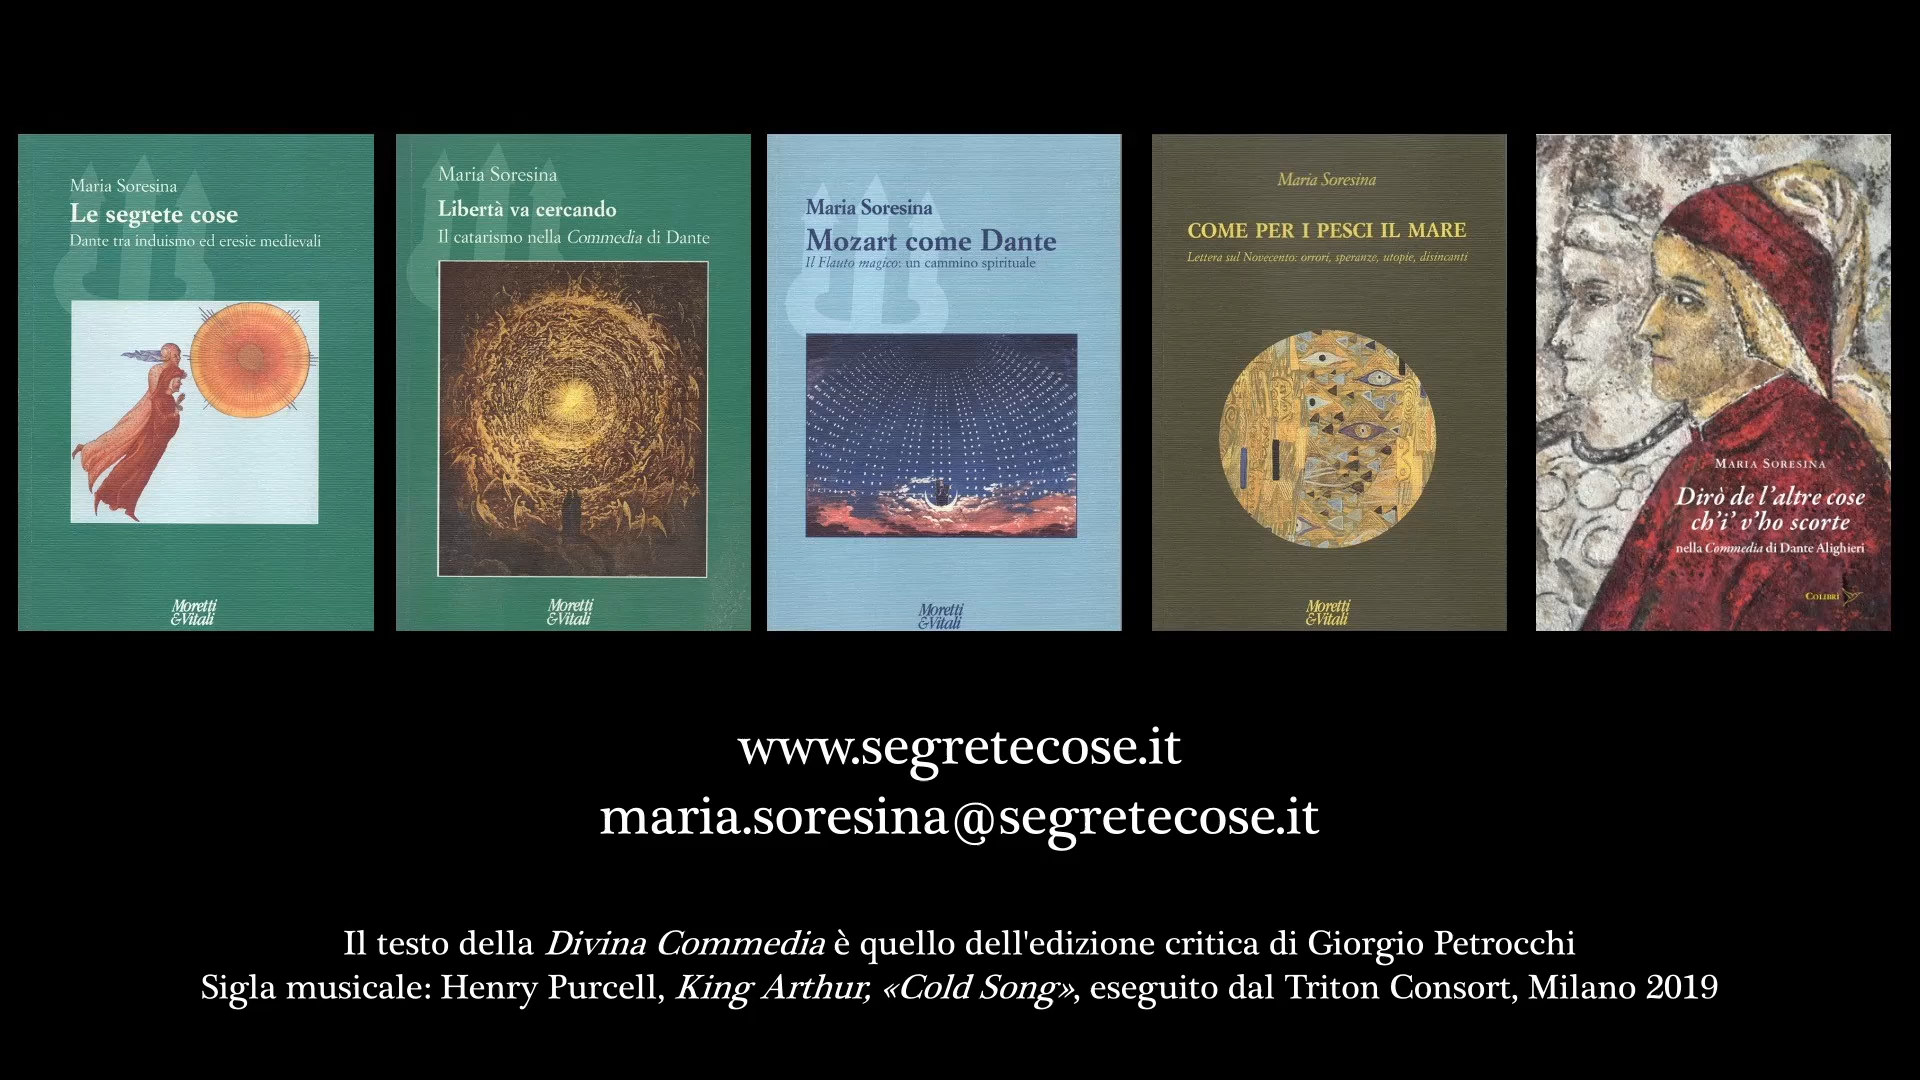 Maria Soresina
Le segrete cose
Dante tra induismo ed eresie medievali
Moretti
&Vitali
Maria Soresina
Libertà va cercando
Il catarismo nella Commedia di Dante
Moretti
&Vitali
Maria Soresina
Mozart come Dante
Il Flauto magico: un cammino spirituale
Moretti
&Vitali
Maria Soresina
COME PER I PESCI IL MARE
Lettera sul Novecento: orrori, speranze, utopie, disincanti
Moretti
&Vitali
MARIA SORESINA
Dirò de l'altre cose
ch'i' v'ho scorte
nella Commedia di Dante Alighieri
COLIBRÌ
www.segretecose.it
maria.soresina@segretecose.it
Il testo della Divina Commedia è quello dell'edizione critica di Giorgio Petrocchi
Sigla musicale: Henry Purcell, King Arthur, «Cold Song», eseguito dal Triton Consort, Milano 2019